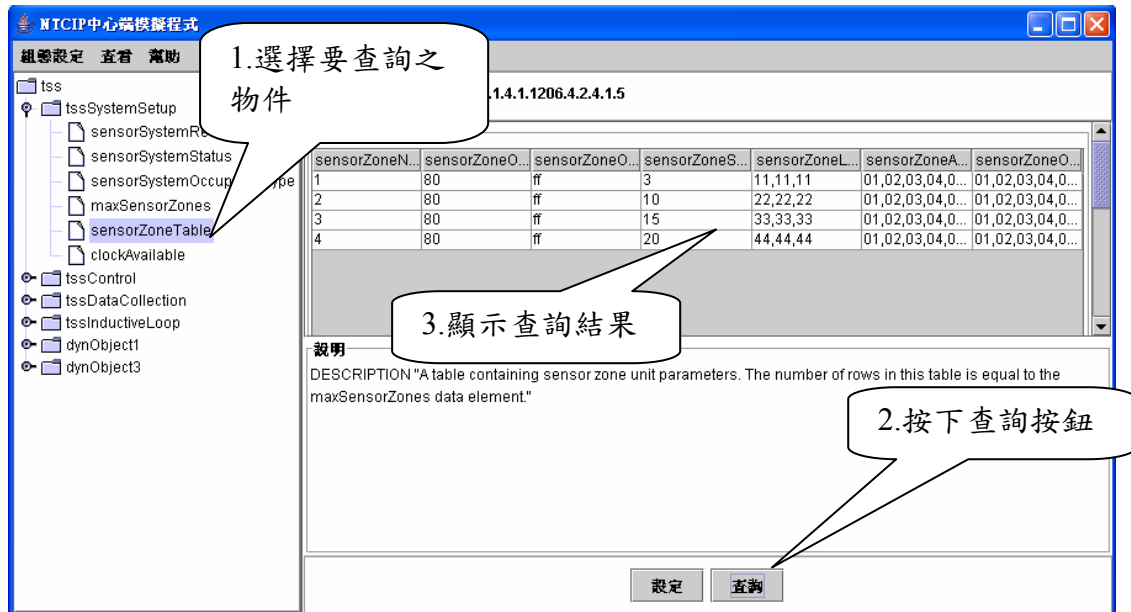 NTCIP中心端模擬程式
組態設定 查看 幫助
1.選擇要查詢之
物件
tss
tssSystemSetup
sensorSystemRe
sensorSystemStatus
sensorSystemOccup ype
maxSensorZones
sensorZoneTable
clockAvailable
tssControl
tssDataCollection
tssInductiveLoop
dynObject1
dynObject3
.1.4.1.1206.4.2.4.1.5
sensorZoneN... sensorZoneO... sensorZoneO... sensorZoneS... sensorZoneL... sensorZoneA... sensorZoneO...
1 80 ff 3 11,11,11 01,02,03,04,0... 01,02,03,04,0...
2 80 ff 10 22,22,22 01,02,03,04,0... 01,02,03,04,0...
3 80 ff 15 33,33,33 01,02,03,04,0... 01,02,03,04,0...
4 80 ff 20 44,44,44 01,02,03,04,0... 01,02,03,04,0...
3.顯示查詢結果
說明
DESCRIPTION "A table containing sensor zone unit parameters. The number of rows in this table is equal to the
maxSensorZones data element."
2.按下查詢按鈕
設定 查詢